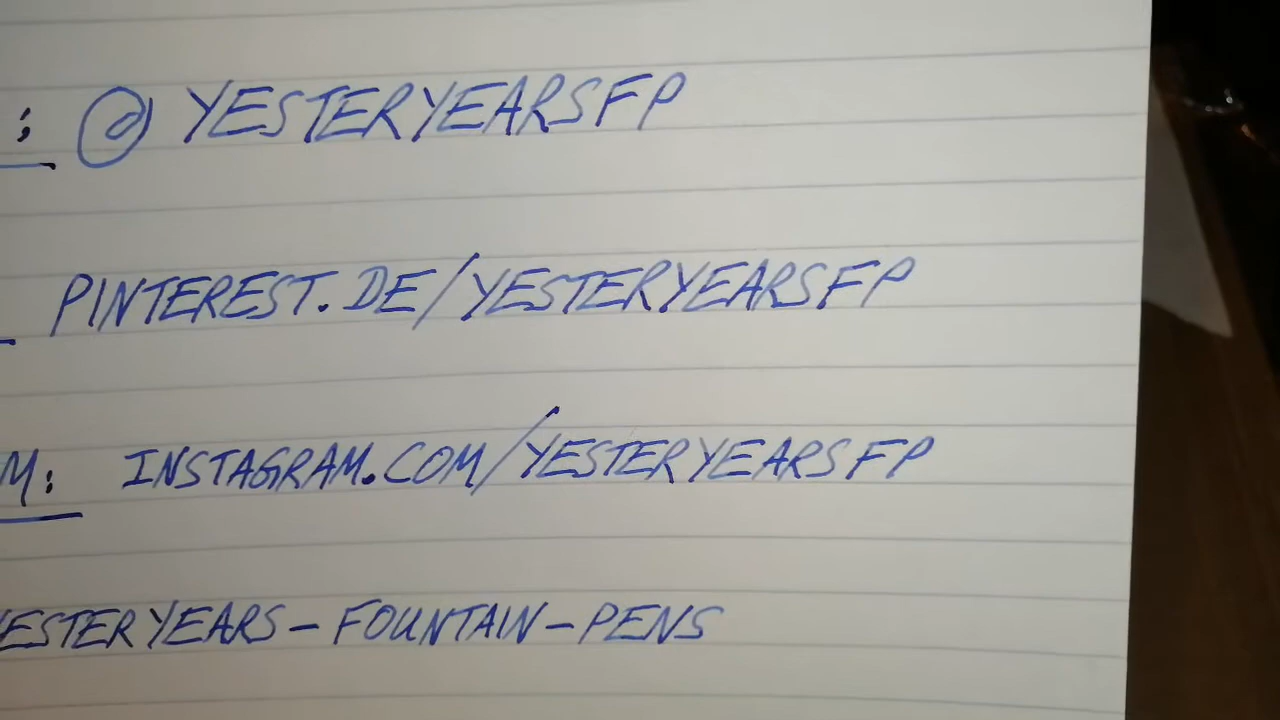 : @ YESTERYEARSFP
PINTEREST.DE/YESTERYEARSFP
M: INSTAGRAM.COM/YESTERYEARSFP
ESTERYEARS-FOUNTAIN-PENS